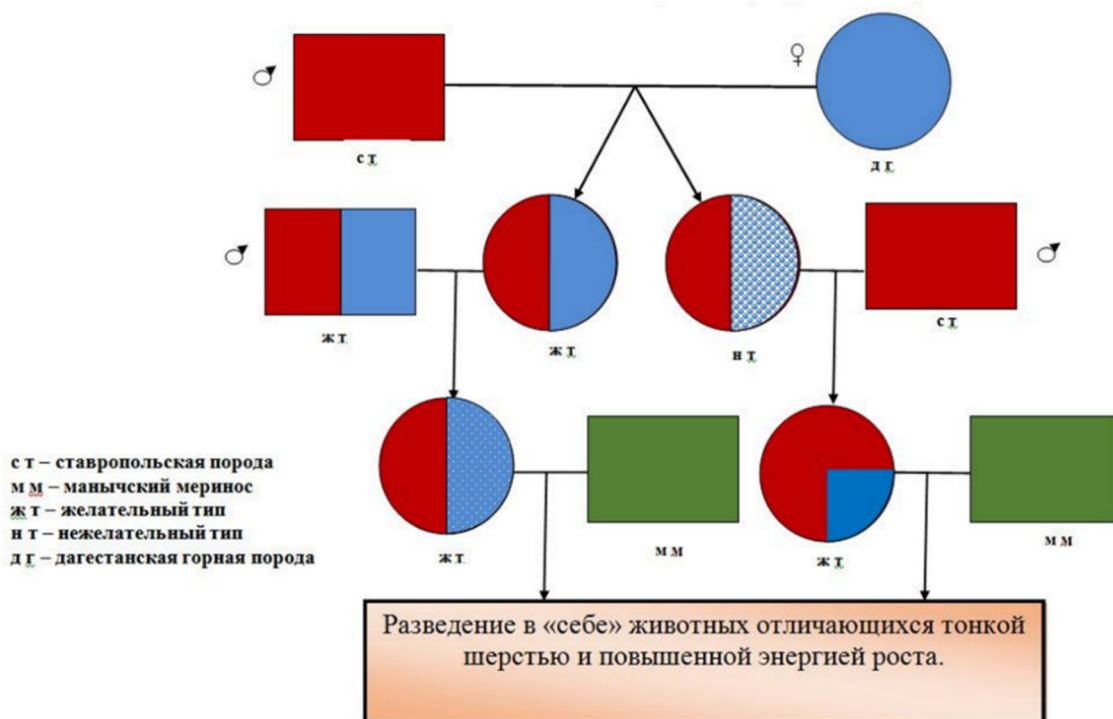 с т
д г
ж т
ж т
н т
с т
с т – ставропольская порода
м м – манычский меринос
ж т – желательный тип
н т – нежелательный тип
д г – дагестанская горная порода
ж т
м м
ж т
м м
Разведение в «себе» животных отличающихся тонкой
шерстью и повышенной энергией роста.